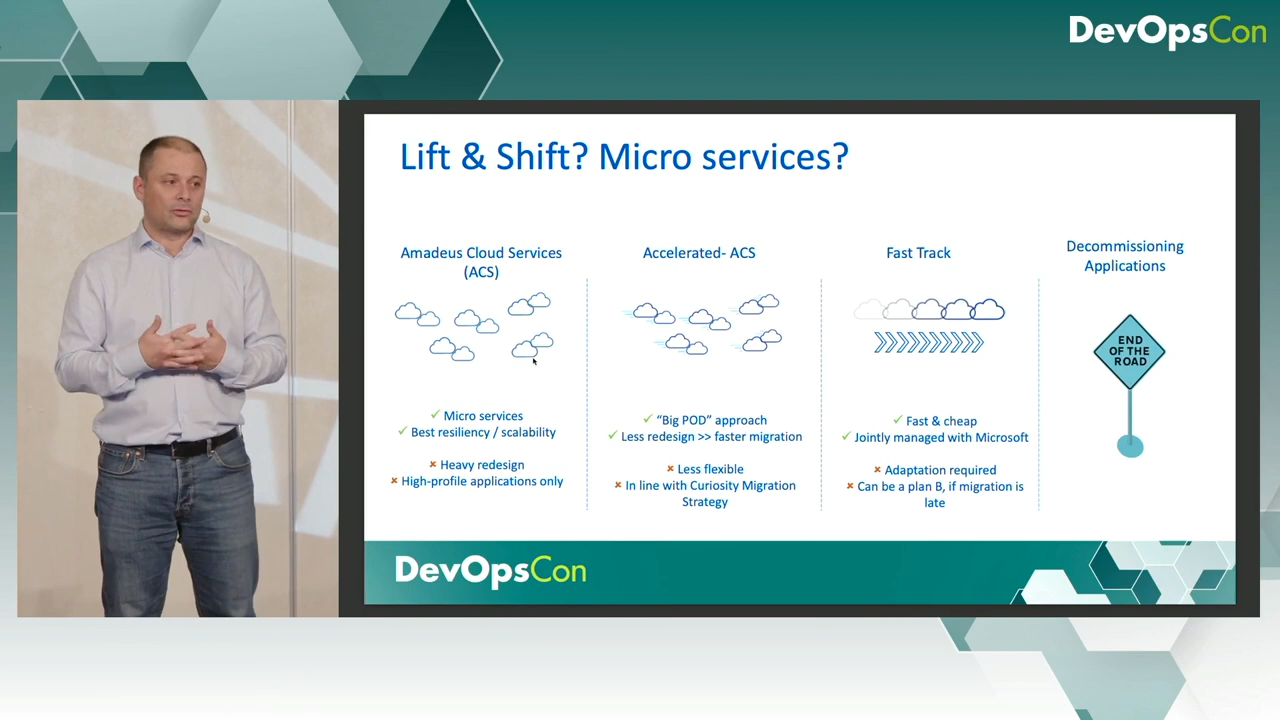 DevOpsCon
Lift & Shift? Micro services?
Amadeus Cloud Services
(ACS)
✓ Micro services
✓ Best resiliency / scalability
✗ Heavy redesign
✗ High-profile applications only
Accelerated- ACS
✓ “Big POD” approach
✓ Less redesign >> faster migration
✗ Less flexible
✗ In line with Curiosity Migration
Strategy
Fast Track
✓ Fast & cheap
✓ Jointly managed with Microsoft
✗ Adaptation required
✗ Can be a plan B, if migration is
late
Decommissioning
Applications
END
OF THE
ROAD
DevOpsCon